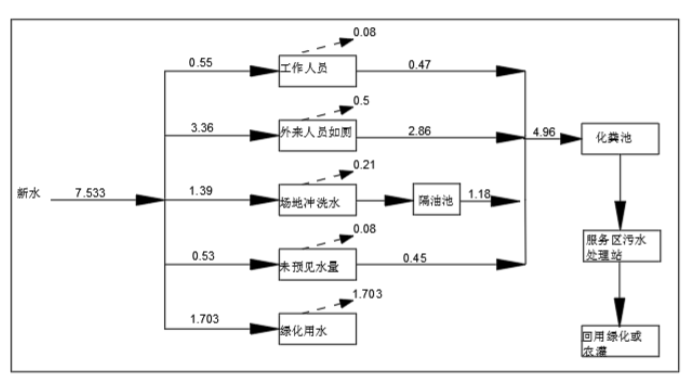 0.08
0.55
工作人员
0.47
0.5
3.36
外来人员如厕
2.86
4.96
化粪池
0.21
新水
7.533
1.39
场地冲洗水
隔油池
1.18
0.08
服务区污水
处理站
0.53
未预见水量
0.45
1.703
1.703
绿化用水
回用绿化或
农灌